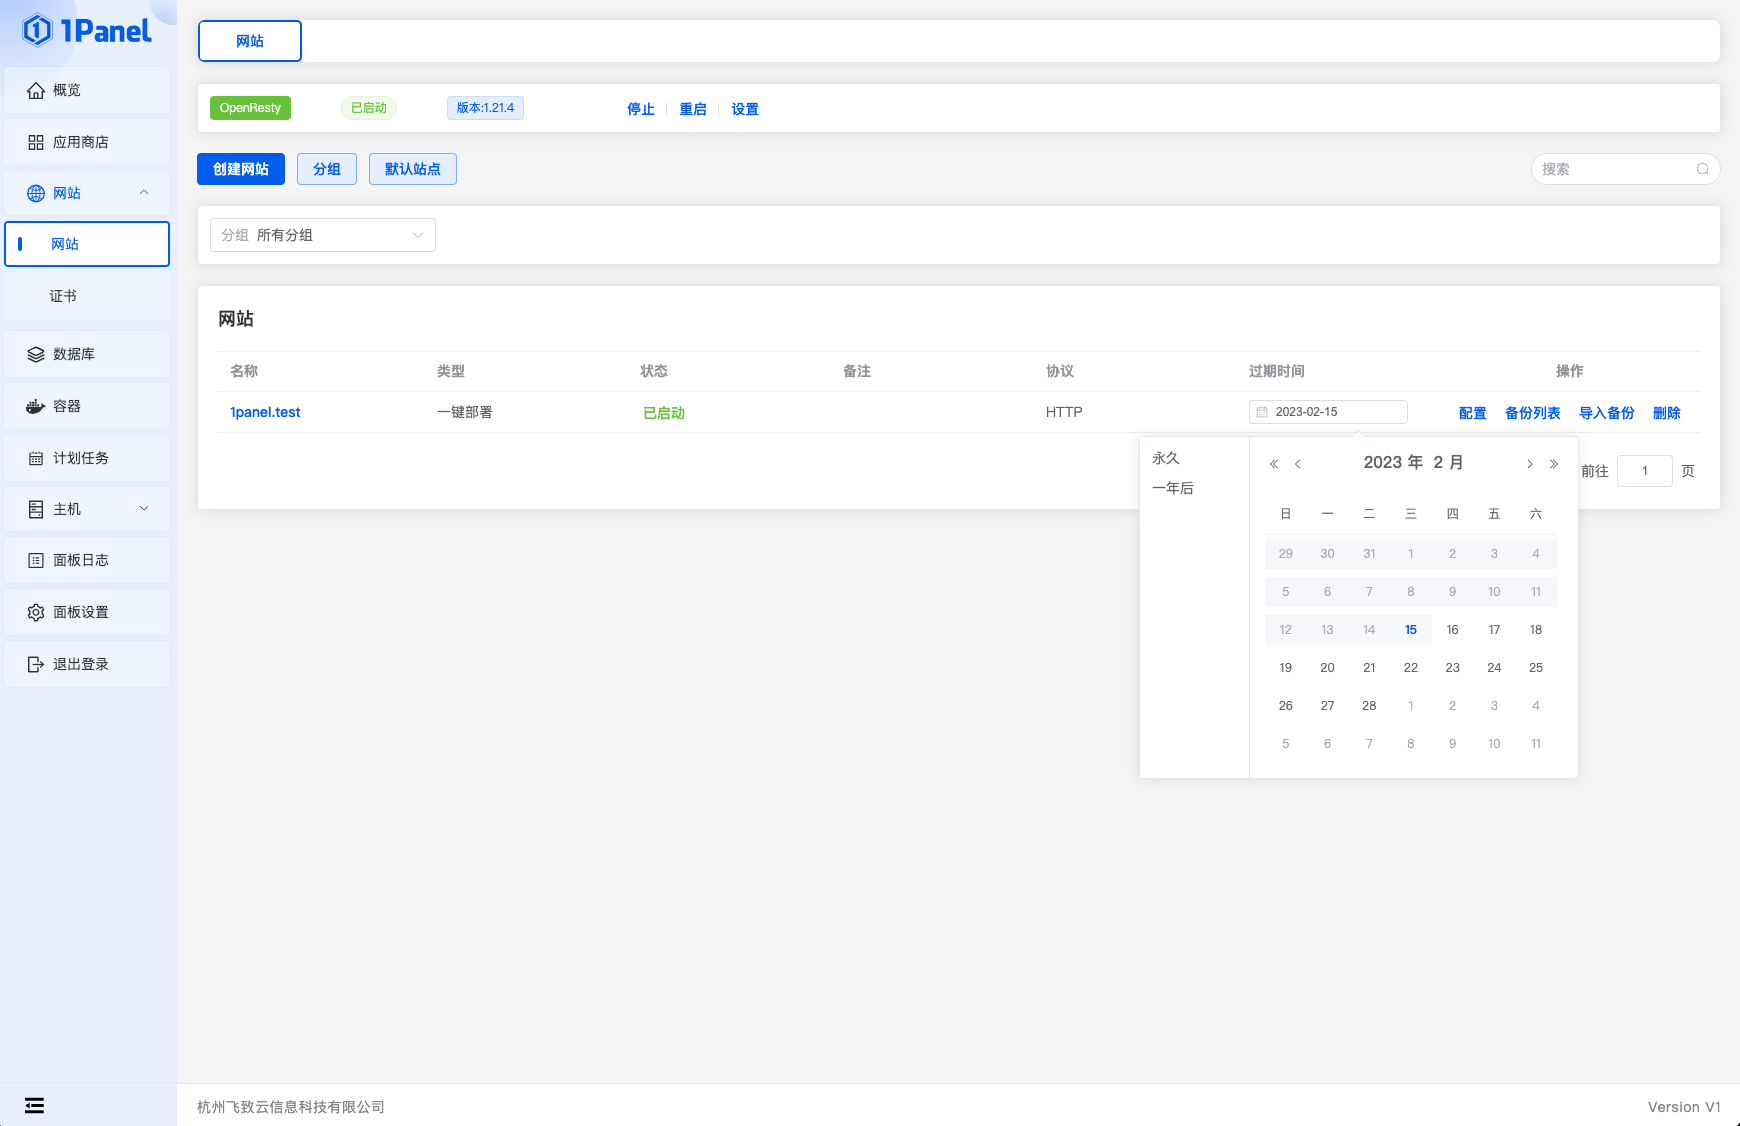 1Panel
概览
应用商店
网站
网站
证书
数据库
容器
计划任务
主机
面板日志
面板设置
退出登录
网站
OpenResty 已启动 版本:1.21.4 停止 重启 设置
创建网站 分组 默认站点 搜索
分组 所有分组
网站
名称 类型 状态 备注 协议 过期时间 操作
1panel.test 一键部署 已启动 HTTP 2023-02-15 配置 备份列表 导入备份 删除
前往 1 页
永久
一年后
2023 年 2 月
日 一 二 三 四 五 六
29 30 31 1 2 3 4
5 6 7 8 9 10 11
12 13 14 15 16 17 18
19 20 21 22 23 24 25
26 27 28 1 2 3 4
5 6 7 8 9 10 11
杭州飞致云信息科技有限公司 Version V1